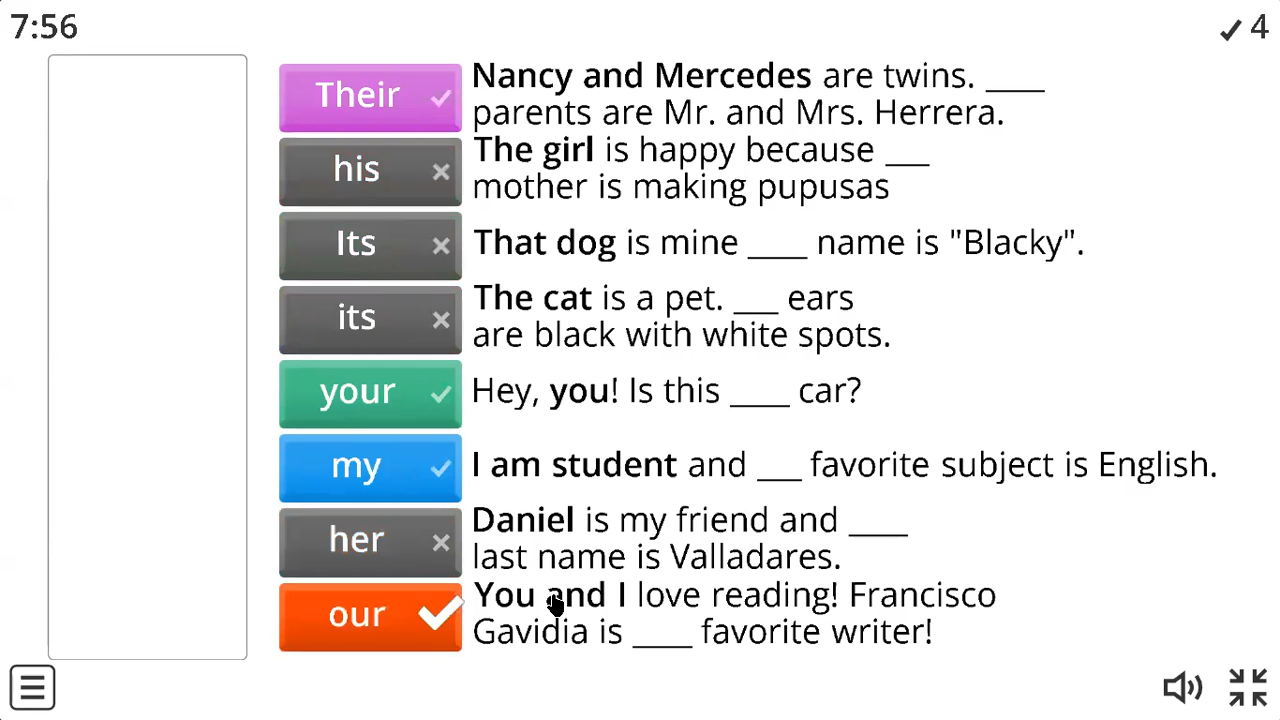 7:56
✓ 4
Their ✓
Nancy and Mercedes are twins. ____
parents are Mr. and Mrs. Herrera.
his ×
The girl is happy because ___
mother is making pupusas
Its ×
That dog is mine ____ name is "Blacky".
its ×
The cat is a pet. ___ ears
are black with white spots.
your ✓
Hey, you! Is this ____ car?
my ✓
I am student and ___ favorite subject is English.
her ×
Daniel is my friend and ____
last name is Valladares.
our ✓
You and I love reading! Francisco
Gavidia is ____ favorite writer!